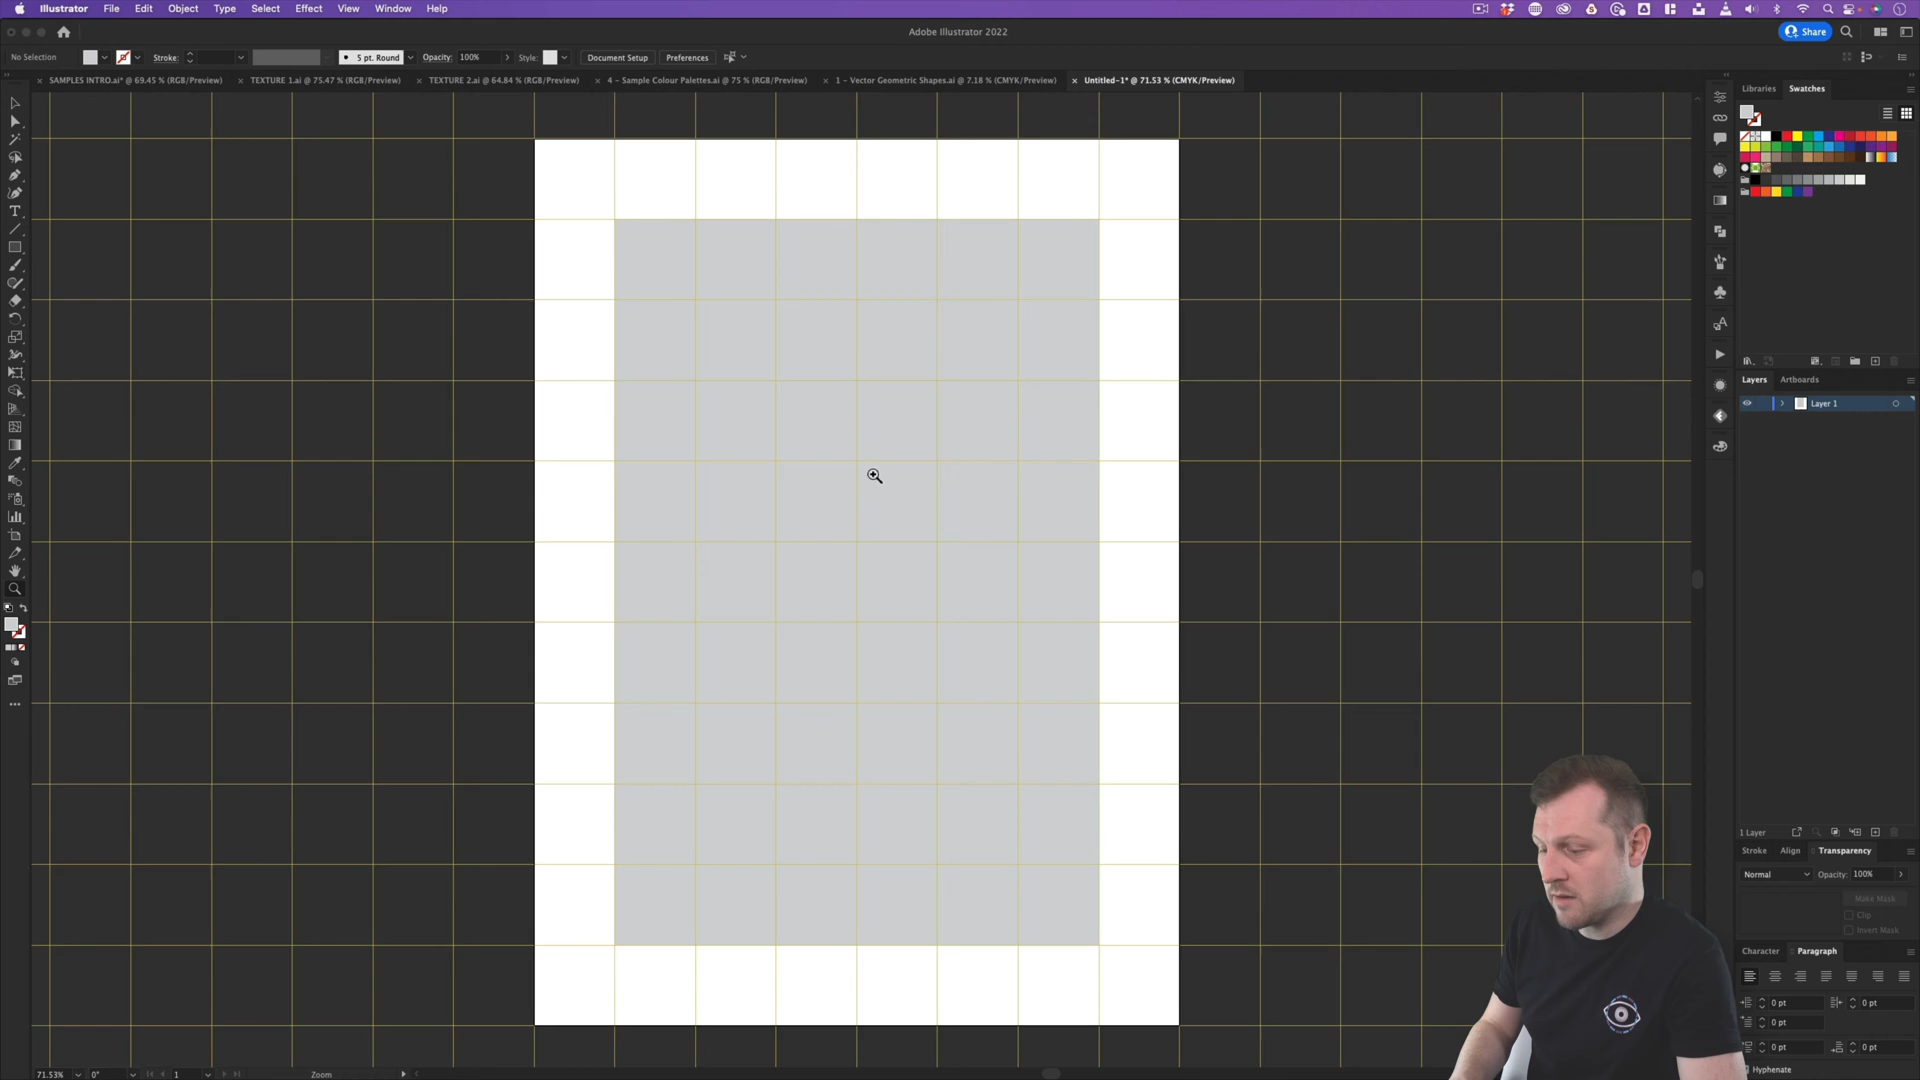 Illustrator File Edit Object Type Select Effect View Window Help
Adobe Illustrator 2022
Share
No Selection Stroke: 5 pt. Round Opacity: 100% Style: Document Setup Preferences
SAMPLES INTRO.ai* @ 69.45 % (RGB/Preview) TEXTURE 1.ai @ 75.47 % (RGB/Preview) TEXTURE 2.ai @ 64.84 % (RGB/Preview) 4 - Sample Colour Palettes.ai @ 75 % (RGB/Preview) 1 - Vector Geometric Shapes.ai @ 7.18 % (CMYK/Preview) Untitled-1* @ 71.53 % (CMYK/Preview)
Libraries Swatches
Layers Artboards
Layer 1
1 Layer
Stroke Align Transparency
Normal Opacity: 100%
Make Mask
Clip
Invert Mask
Character Paragraph
0 pt 0 pt
0 pt
0 pt 0 pt
Hyphenate
71.53% 0° 1 Zoom